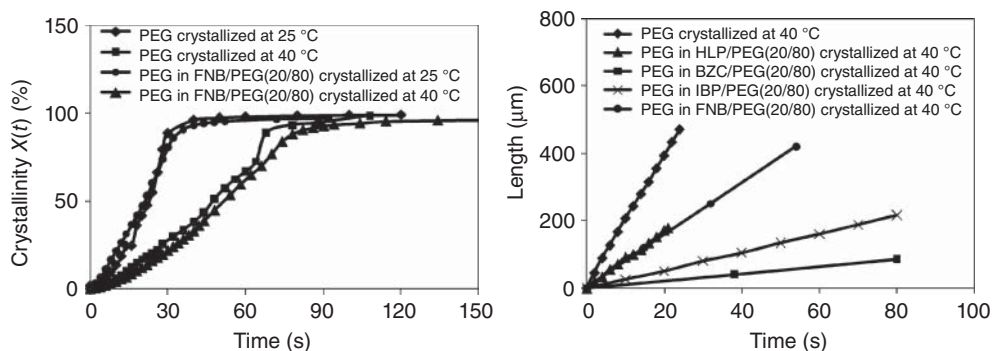 150
100
50
0
Crystallinity X(t) (%)
PEG crystallized at 25 °C
PEG crystallized at 40 °C
PEG in FNB/PEG(20/80) crystallized at 25 °C
PEG in FNB/PEG(20/80) crystallized at 40 °C
0 30 60 90 120 150
Time (s)
800
600
400
200
0
Length (μm)
PEG crystallized at 40 °C
PEG in HLP/PEG(20/80) crystallized at 40 °C
PEG in BZC/PEG(20/80) crystallized at 40 °C
PEG in IBP/PEG(20/80) crystallized at 40 °C
PEG in FNB/PEG(20/80) crystallized at 40 °C
0 20 40 60 80 100
Time (s)